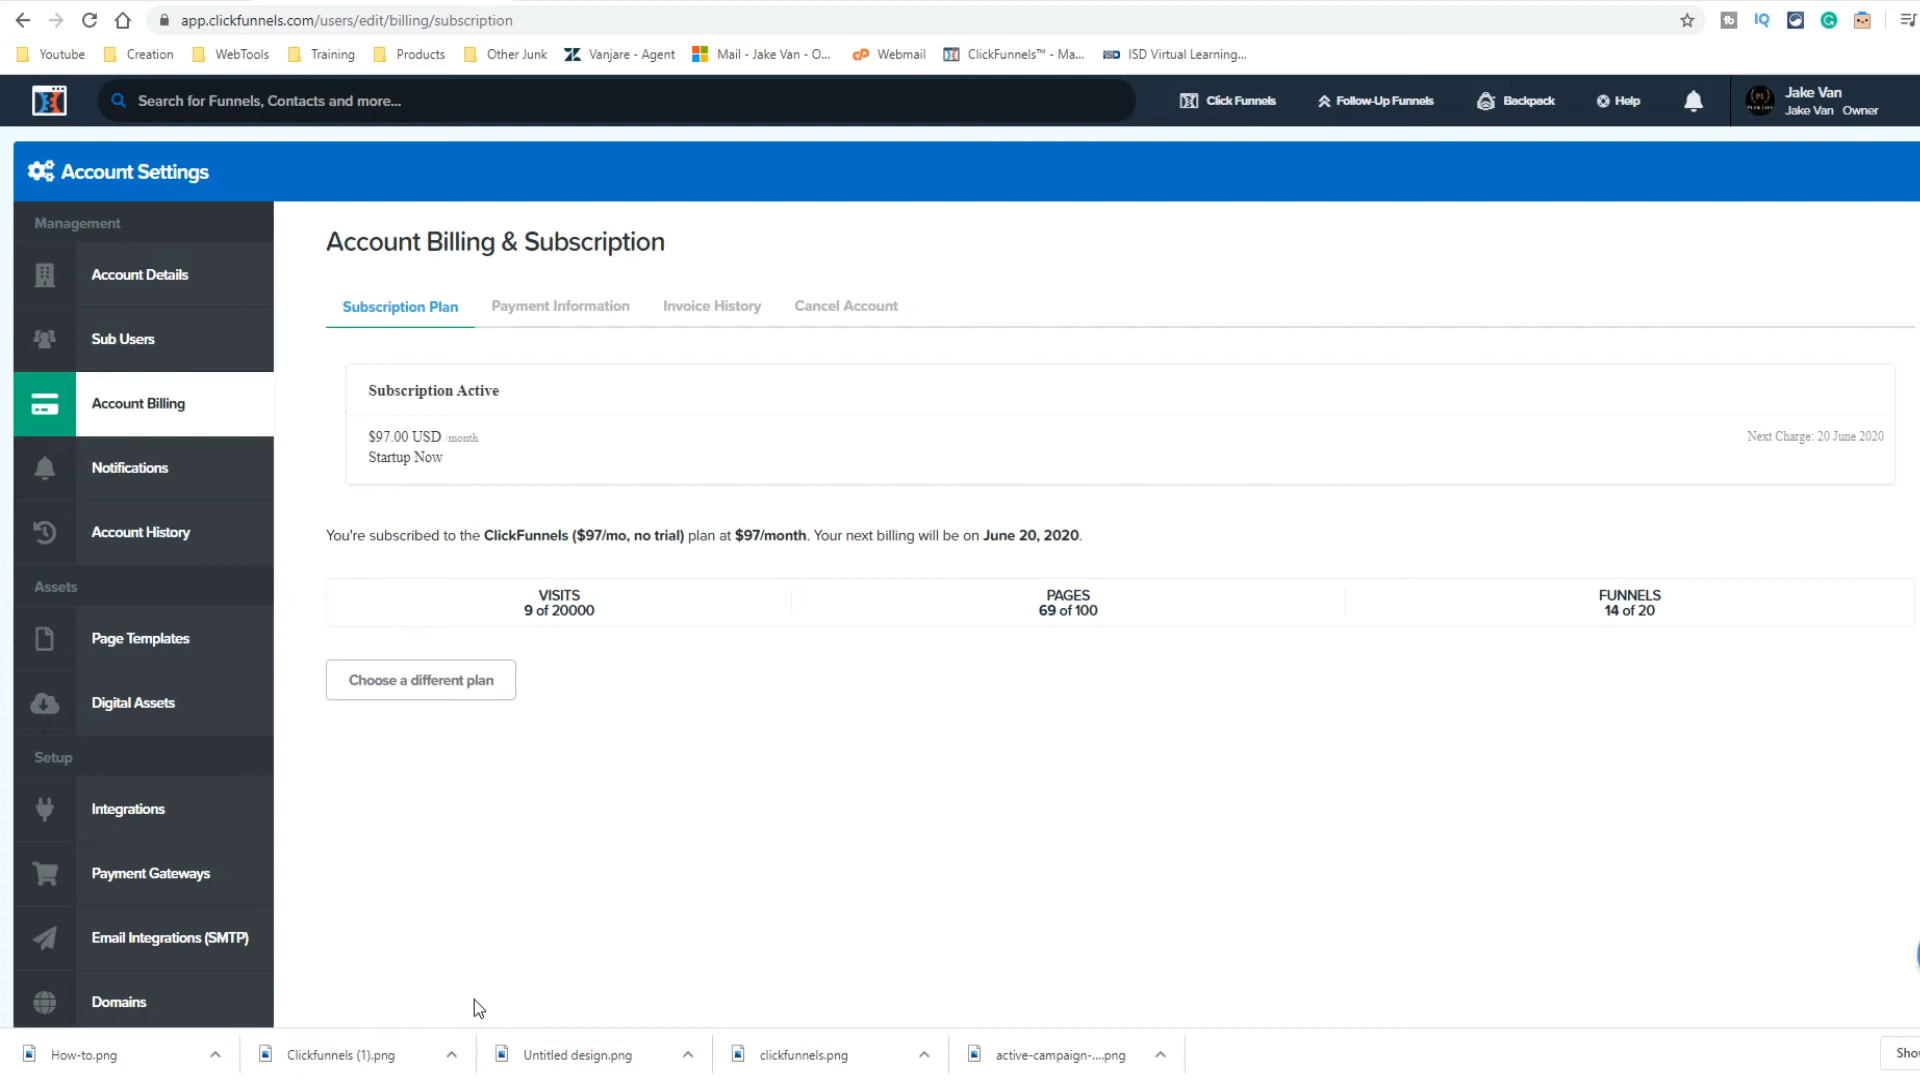 app.clickfunnels.com/users/edit/billing/subscription
Youtube Creation WebTools Training Products Other Junk Vanjare - Agent Mail - Jake Van - O... Webmail ClickFunnels™ - Ma... ISD Virtual Learning...
Search for Funnels, Contacts and more... Click Funnels Follow-Up Funnels Backpack Help Jake Van
Jake Van Owner
Account Settings
Management
Account Details
Sub Users
Account Billing
Notifications
Account History
Assets
Page Templates
Digital Assets
Setup
Integrations
Payment Gateways
Email Integrations (SMTP)
Domains
Account Billing & Subscription
Subscription Plan Payment Information Invoice History Cancel Account
Subscription Active
$97.00 USD /month Next Charge: 20 June 2020
Startup Now
You're subscribed to the ClickFunnels ($97/mo, no trial) plan at $97/month. Your next billing will be on June 20, 2020.
VISITS PAGES FUNNELS
9 of 20000 69 of 100 14 of 20
Choose a different plan
How-to.png Clickfunnels (1).png Untitled design.png clickfunnels.png active-campaign-....png